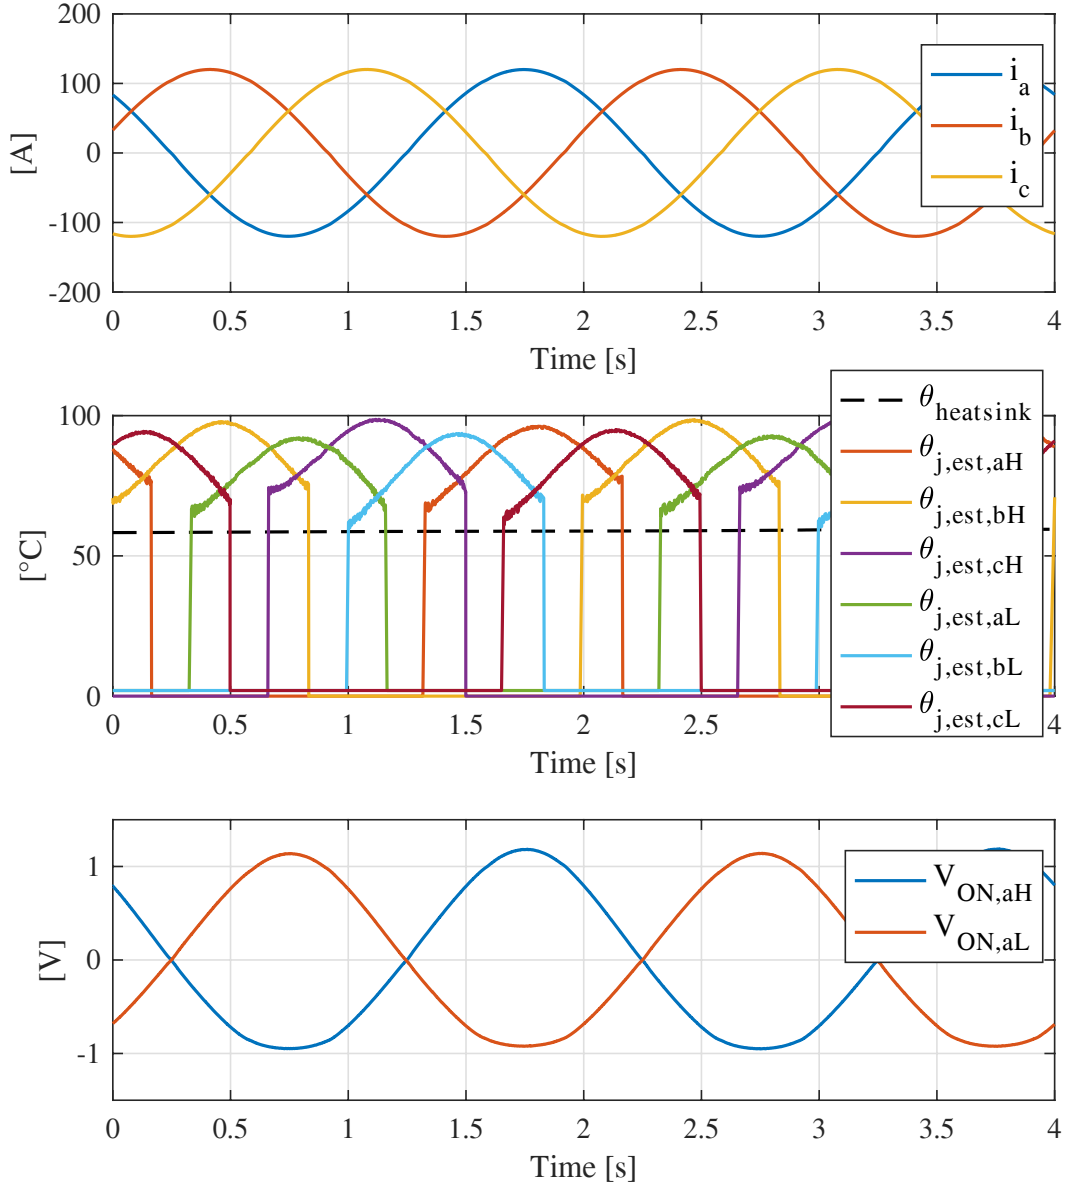 200
100
0
-100
-200
[A]
0 0.5 1 1.5 2 2.5 3 3.5 4
Time [s]
i_a
i_b
i_c
100
50
0
[°C]
0 0.5 1 1.5 2 2.5 4
Time [s]
θ_heatsink
θ_j,est,aH
θ_j,est,bH
θ_j,est,cH
θ_j,est,aL
θ_j,est,bL
θ_j,est,cL
1
0
-1
[V]
0 0.5 1 1.5 2 2.5 3 3.5 4
Time [s]
V_ON,aH
V_ON,aL